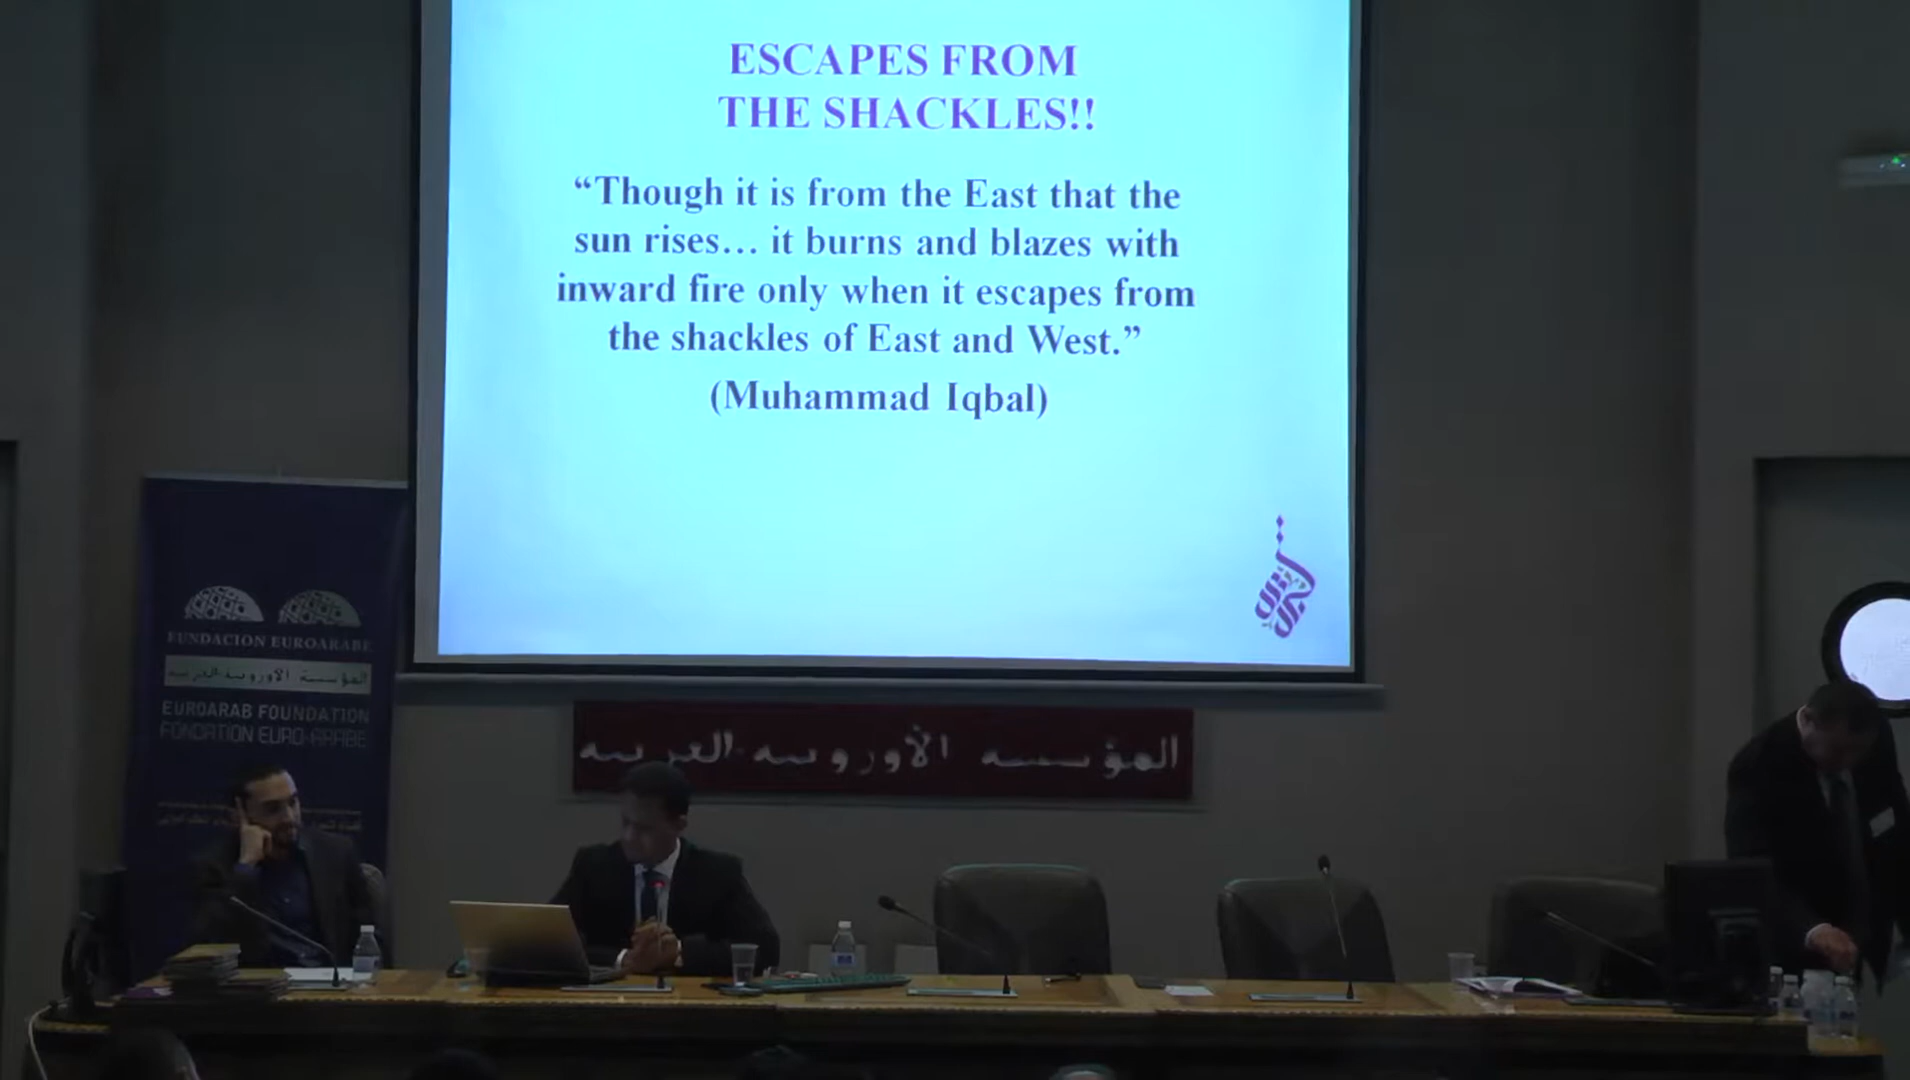 ESCAPES FROM
THE SHACKLES!!
“Though it is from the East that the
sun rises… it burns and blazes with
inward fire only when it escapes from
the shackles of East and West.”
(Muhammad Iqbal)
FUNDACION EUROARABE
المؤسسة الأوروبية العربية
EUROARAB FOUNDATION
FONDATION EURO-ARABE
المؤسسة الأوروبية-العربية